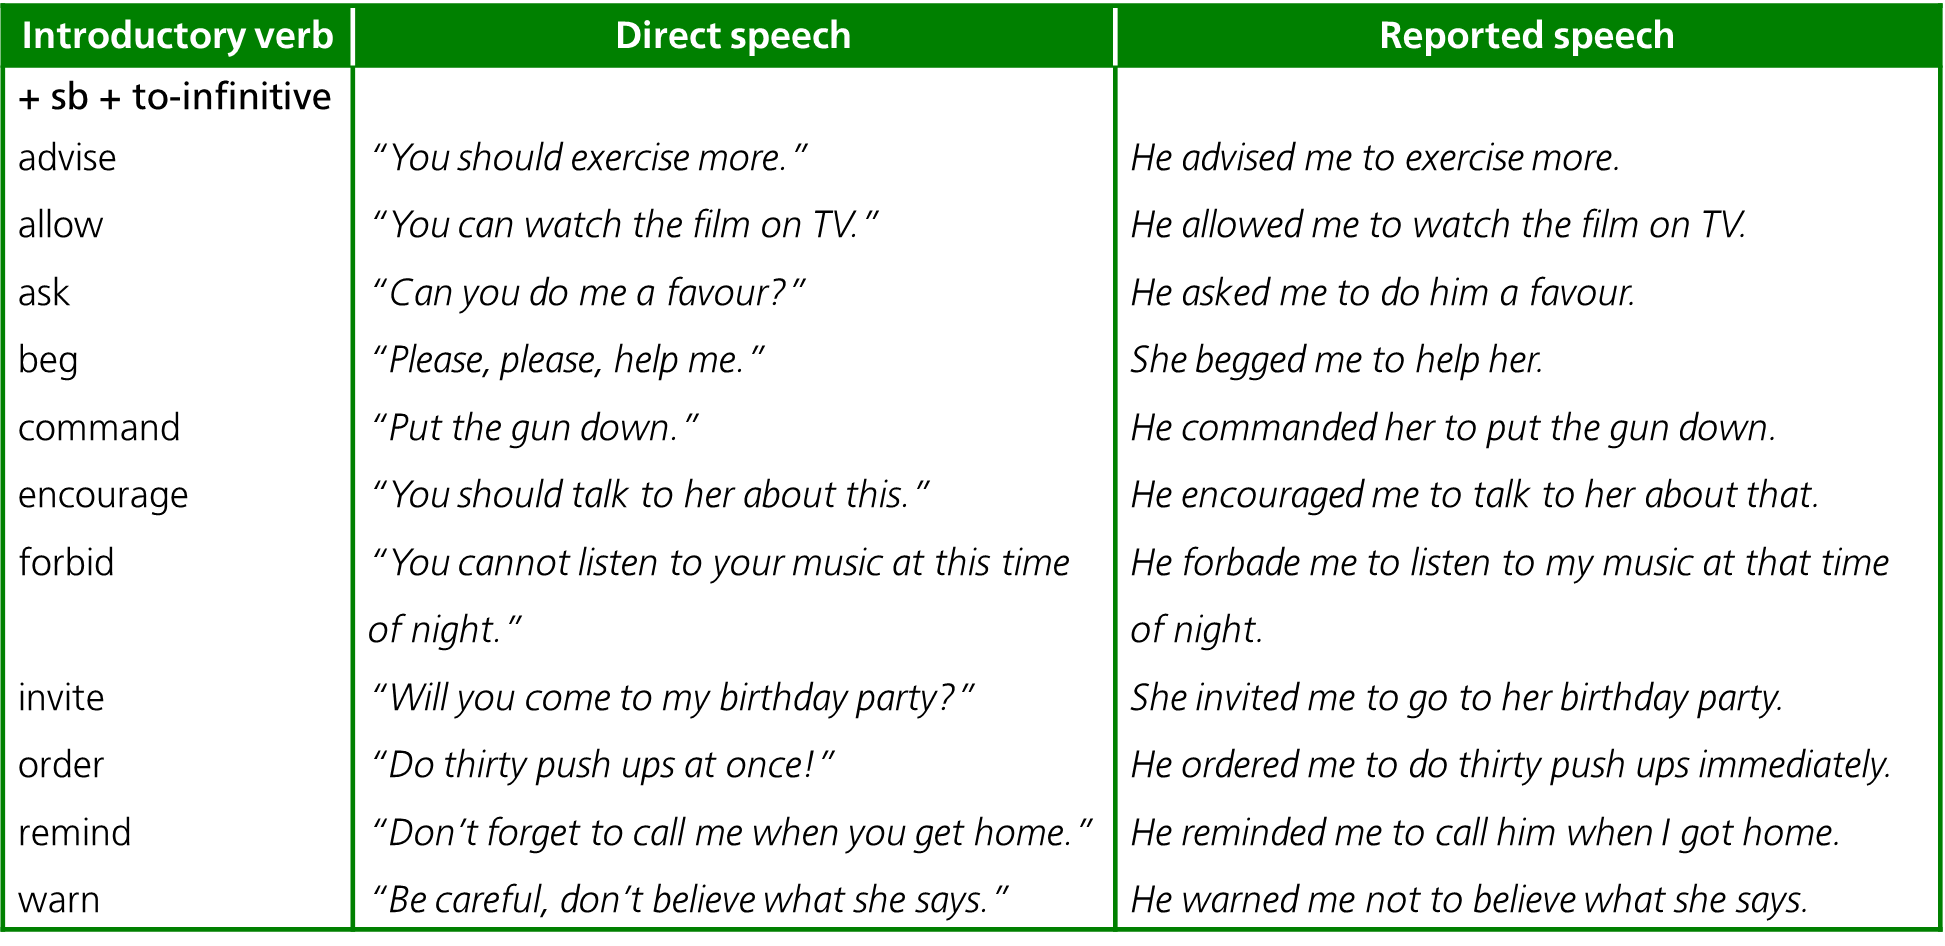 Introductory verb Direct speech Reported speech
+ sb + to-infinitive
advise “You should exercise more.” He advised me to exercise more.
allow “You can watch the film on TV.” He allowed me to watch the film on TV.
ask “Can you do me a favour?” He asked me to do him a favour.
beg “Please, please, help me.” She begged me to help her.
command “Put the gun down.” He commanded her to put the gun down.
encourage “You should talk to her about this.” He encouraged me to talk to her about that.
forbid “You cannot listen to your music at this time He forbade me to listen to my music at that time
of night.” of night.
invite “Will you come to my birthday party?” She invited me to go to her birthday party.
order “Do thirty push ups at once!” He ordered me to do thirty push ups immediately.
remind “Don’t forget to call me when you get home.” He reminded me to call him when I got home.
warn “Be careful, don’t believe what she says.” He warned me not to believe what she says.